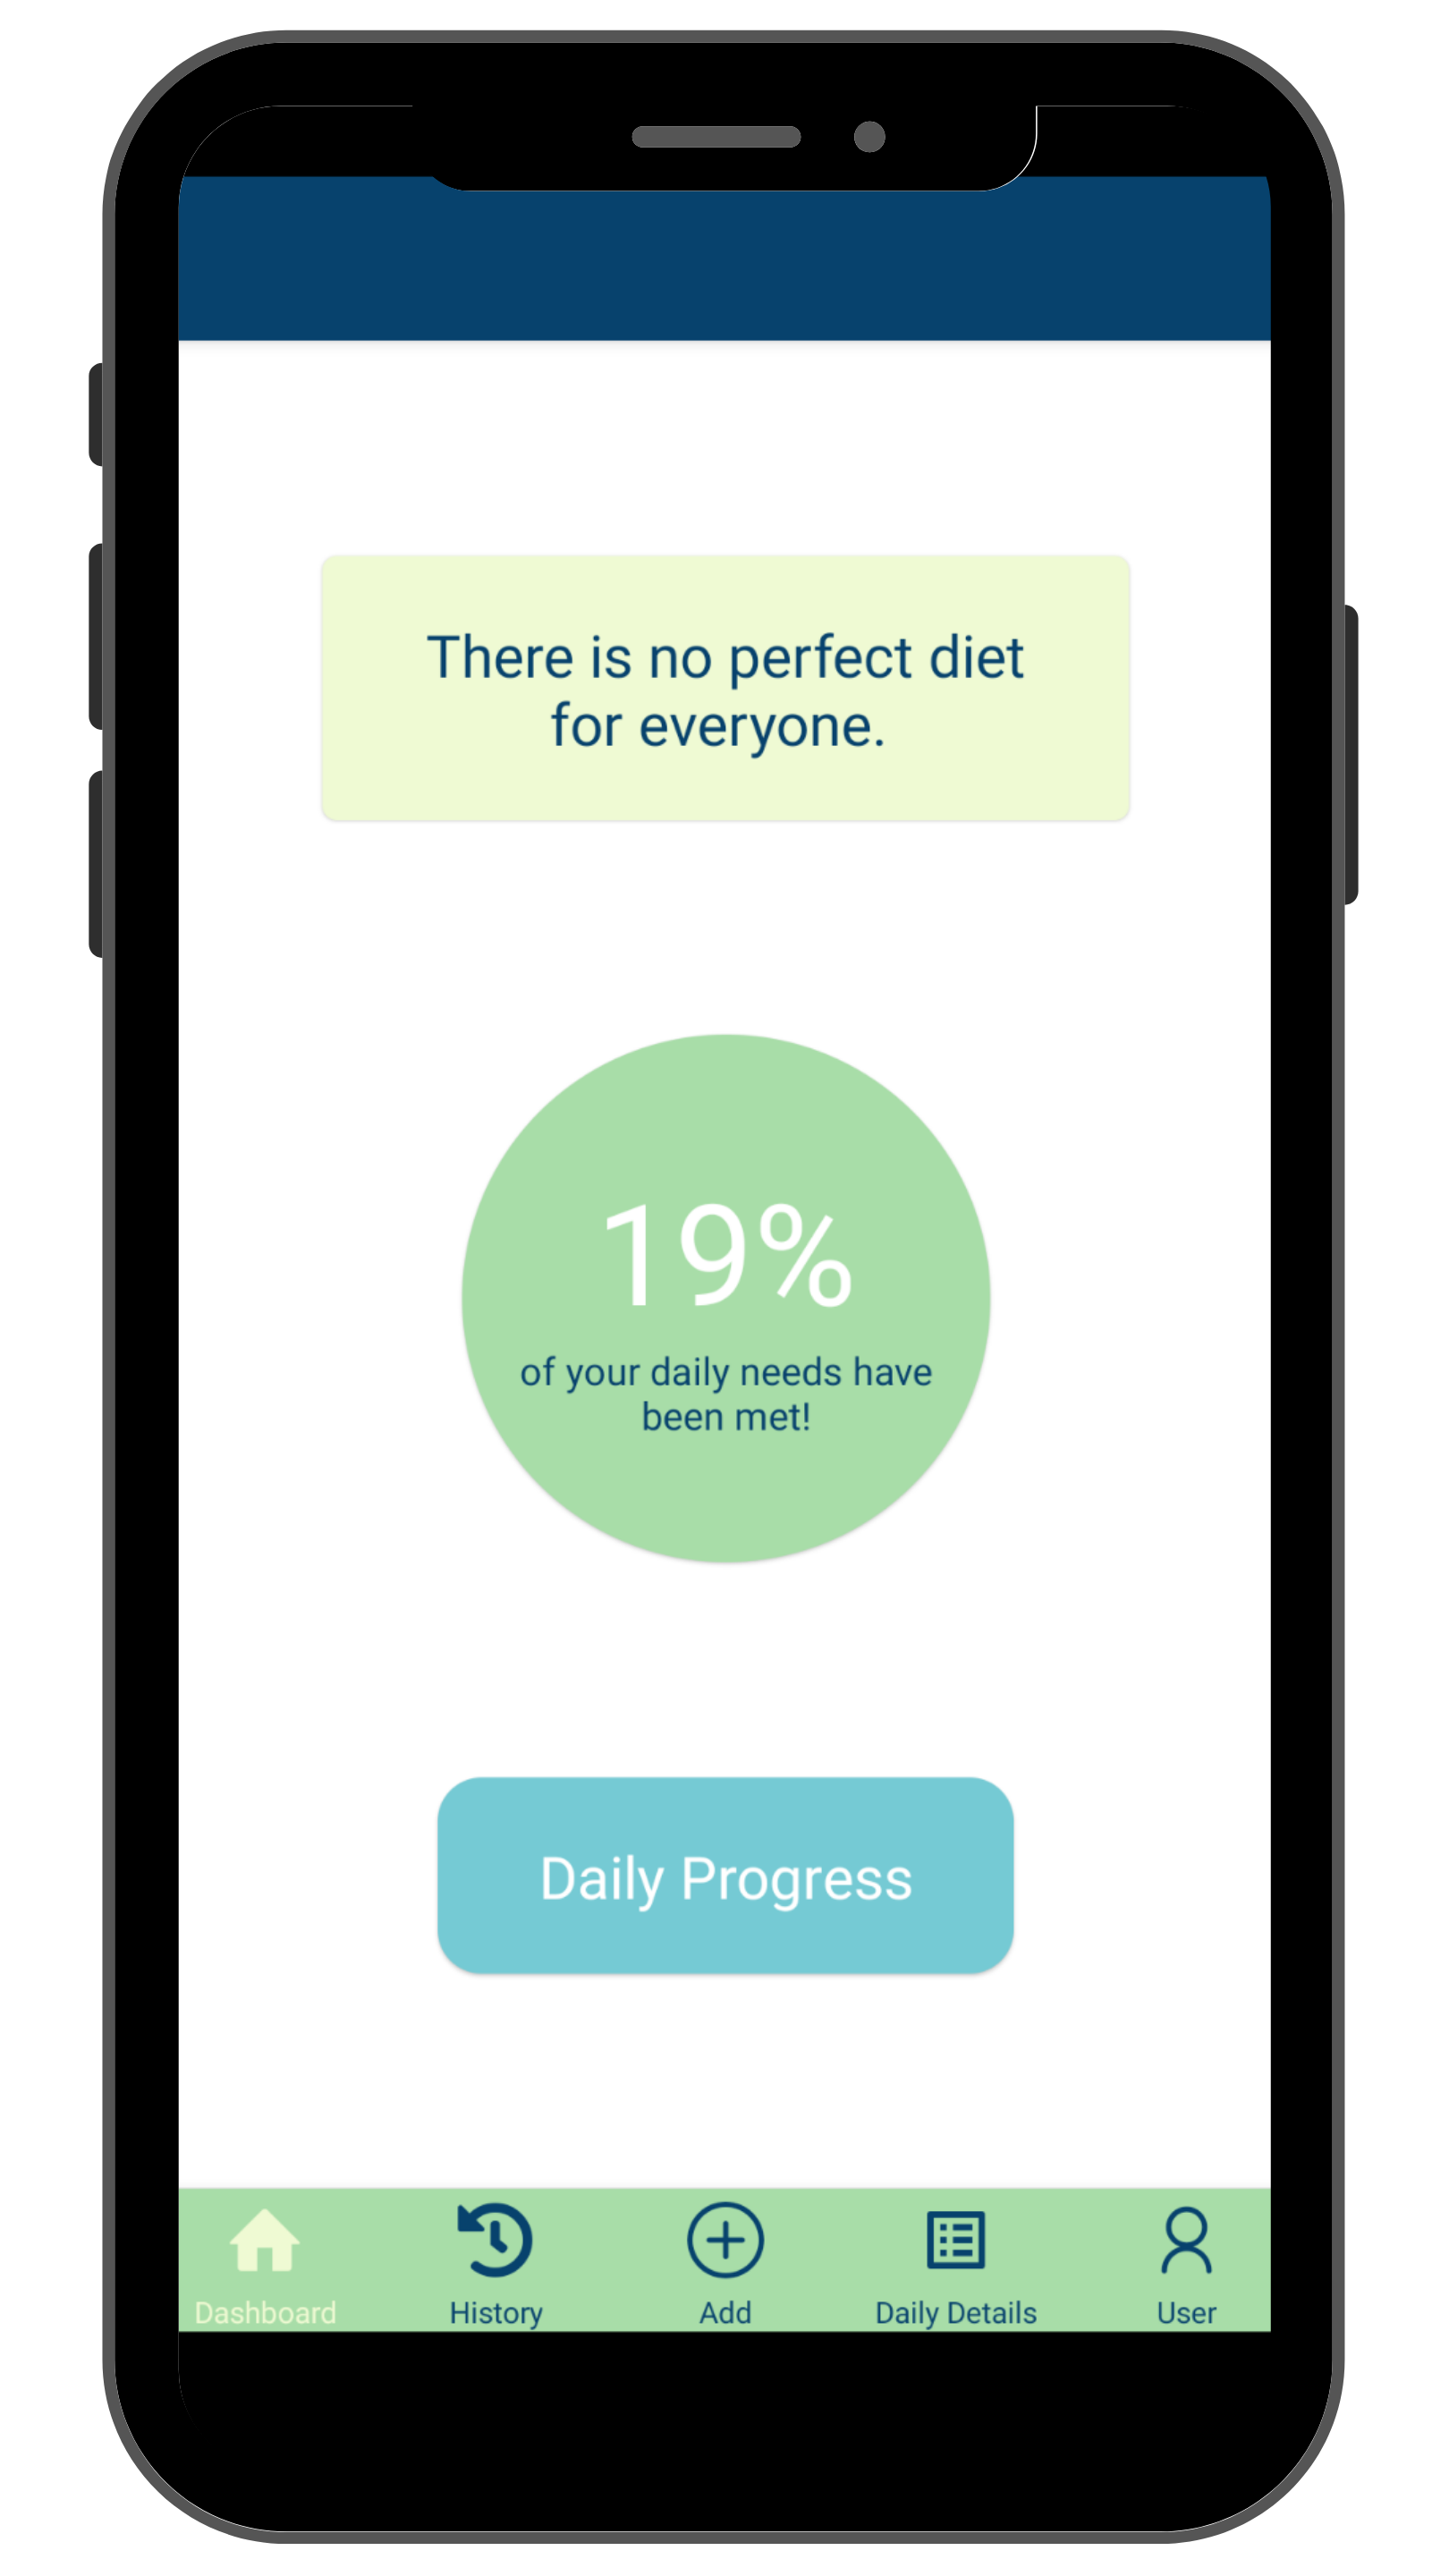 There is no perfect diet
for everyone.
19%
of your daily needs have
been met!
Daily Progress
Dashboard
History
Add
Daily Details
User